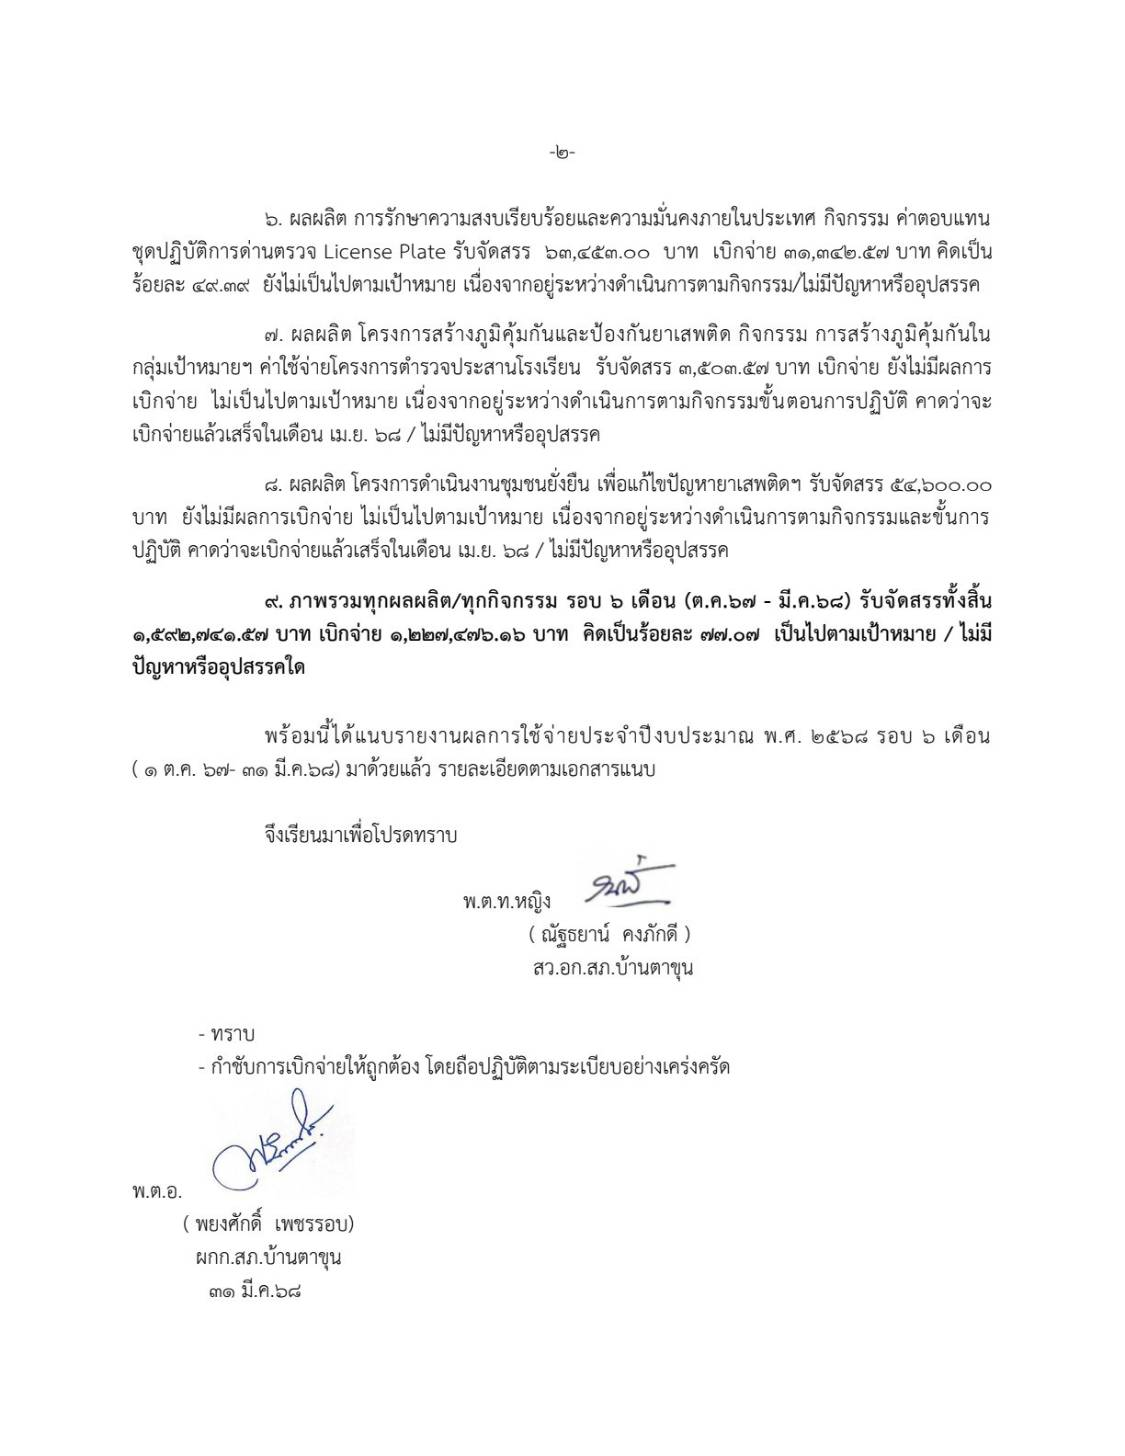 -๒-
๖. ผลผลิต การรักษาความสงบเรียบร้อยและความมั่นคงภายในประเทศ กิจกรรม ค่าตอบแทน
ชุดปฏิบัติการด่านตรวจ License Plate รับจัดสรร ๖๓,๔๕๓.๐๐ บาท เบิกจ่าย ๓๑,๓๔๒.๕๗ บาท คิดเป็น
ร้อยละ ๔๙.๓๙ ยังไม่เป็นไปตามเป้าหมาย เนื่องจากอยู่ระหว่างดำเนินการตามกิจกรรม/ไม่มีปัญหาหรืออุปสรรค
๗. ผลผลิต โครงการสร้างภูมิคุ้มกันและป้องกันยาเสพติด กิจกรรม การสร้างภูมิคุ้มกันใน
กลุ่มเป้าหมายฯ ค่าใช้จ่ายโครงการตำรวจประสานโรงเรียน รับจัดสรร ๓,๕๐๓.๕๗ บาท เบิกจ่าย ยังไม่มีผลการ
เบิกจ่าย ไม่เป็นไปตามเป้าหมาย เนื่องจากอยู่ระหว่างดำเนินการตามกิจกรรมขั้นตอนการปฏิบัติ คาดว่าจะ
เบิกจ่ายแล้วเสร็จในเดือน เม.ย. ๖๘ / ไม่มีปัญหาหรืออุปสรรค
๘. ผลผลิต โครงการดำเนินงานชุมชนยั่งยืน เพื่อแก้ไขปัญหายาเสพติดฯ รับจัดสรร ๕๔,๖๐๐.๐๐
บาท ยังไม่มีผลการเบิกจ่าย ไม่เป็นไปตามเป้าหมาย เนื่องจากอยู่ระหว่างดำเนินการตามกิจกรรมและขั้นการ
ปฏิบัติ คาดว่าจะเบิกจ่ายแล้วเสร็จในเดือน เม.ย. ๖๘ / ไม่มีปัญหาหรืออุปสรรค
๙. ภาพรวมทุกผลผลิต/ทุกกิจกรรม รอบ ๖ เดือน (ต.ค.๖๗ - มี.ค.๖๘) รับจัดสรรทั้งสิ้น
๑,๕๙๒,๗๔๑.๕๗ บาท เบิกจ่าย ๑,๒๒๗,๔๗๖.๑๖ บาท คิดเป็นร้อยละ ๗๗.๐๗ เป็นไปตามเป้าหมาย / ไม่มี
ปัญหาหรืออุปสรรคใด
พร้อมนี้ได้แนบรายงานผลการใช้จ่ายประจำปีงบประมาณ พ.ศ. ๒๕๖๘ รอบ ๖ เดือน
( ๑ ต.ค. ๖๗- ๓๑ มี.ค.๖๘) มาด้วยแล้ว รายละเอียดตามเอกสารแนบ
จึงเรียนมาเพื่อโปรดทราบ
พ.ต.ท.หญิง
( ณัฐธยาน์ คงภักดี )
สว.อก.สภ.บ้านตาขุน
- ทราบ
- กำชับการเบิกจ่ายให้ถูกต้อง โดยถือปฏิบัติตามระเบียบอย่างเคร่งครัด
พ.ต.อ.
( พยงศักดิ์ เพชรรอบ)
ผกก.สภ.บ้านตาขุน
๓๑ มี.ค.๖๘